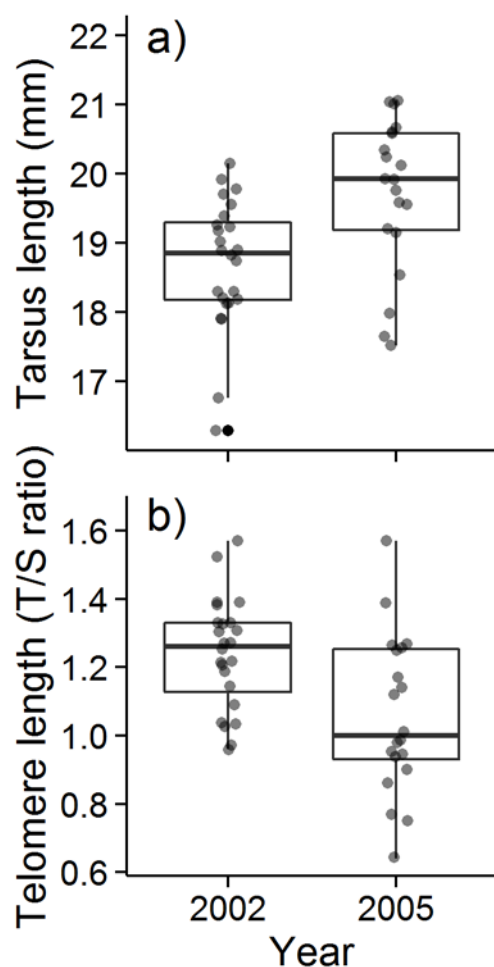 a)
Tarsus length (mm)
22
21
20
19
18
17
b)
Telomere length (T/S ratio)
1.6
1.4
1.2
1.0
0.8
0.6
2002 2005
Year